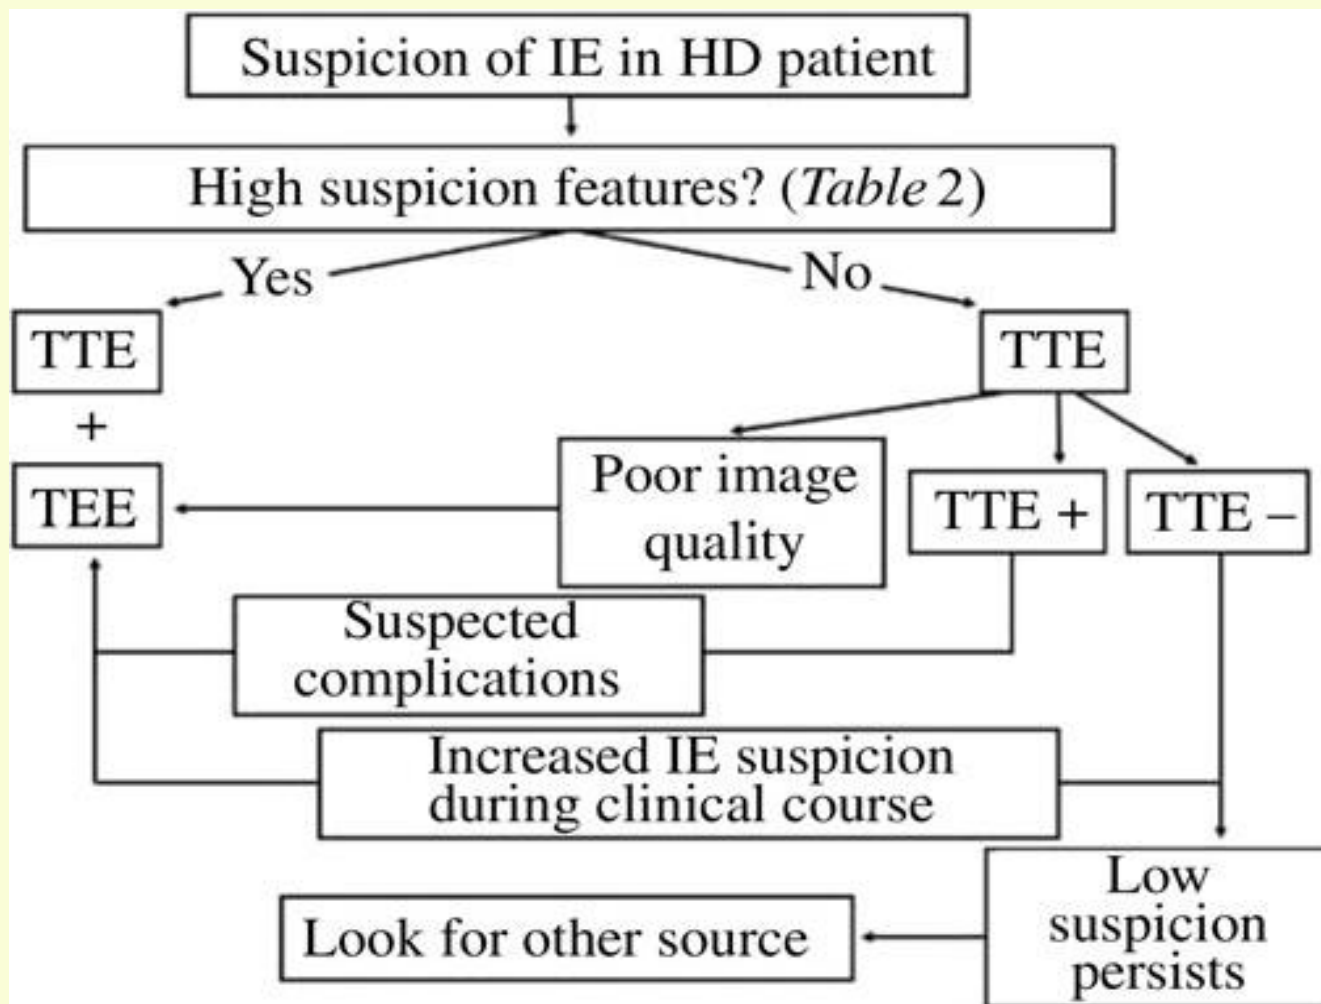 Suspicion of IE in HD patient
High suspicion features? (Table 2)
Yes
No
TTE
+
TEE
TTE
Poor image
quality
TTE +
TTE –
Suspected
complications
Increased IE suspicion
during clinical course
Low
suspicion
persists
Look for other source